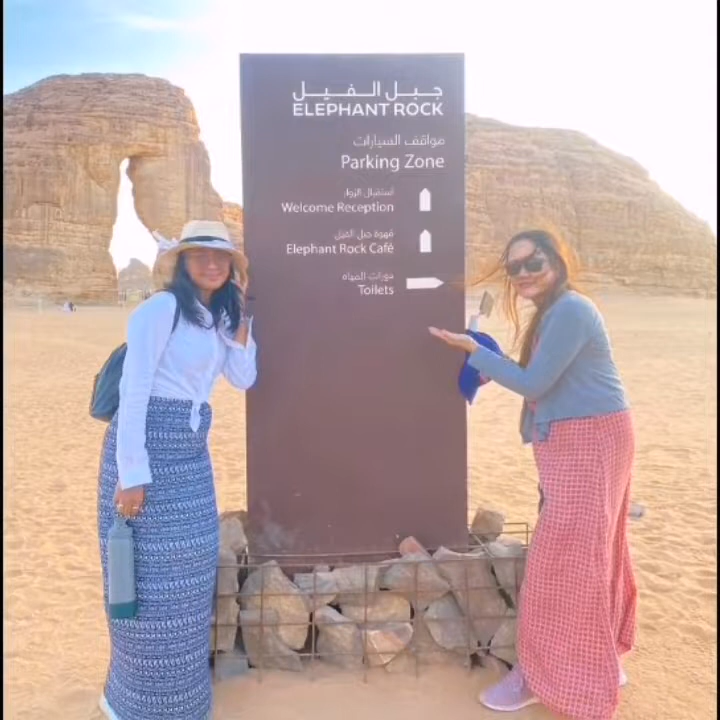 جبل الفيل
ELEPHANT ROCK
مواقف السيارات
Parking Zone
استقبال الزوار
Welcome Reception
قهوة جبل الفيل
Elephant Rock Café
دورات المياه
Toilets